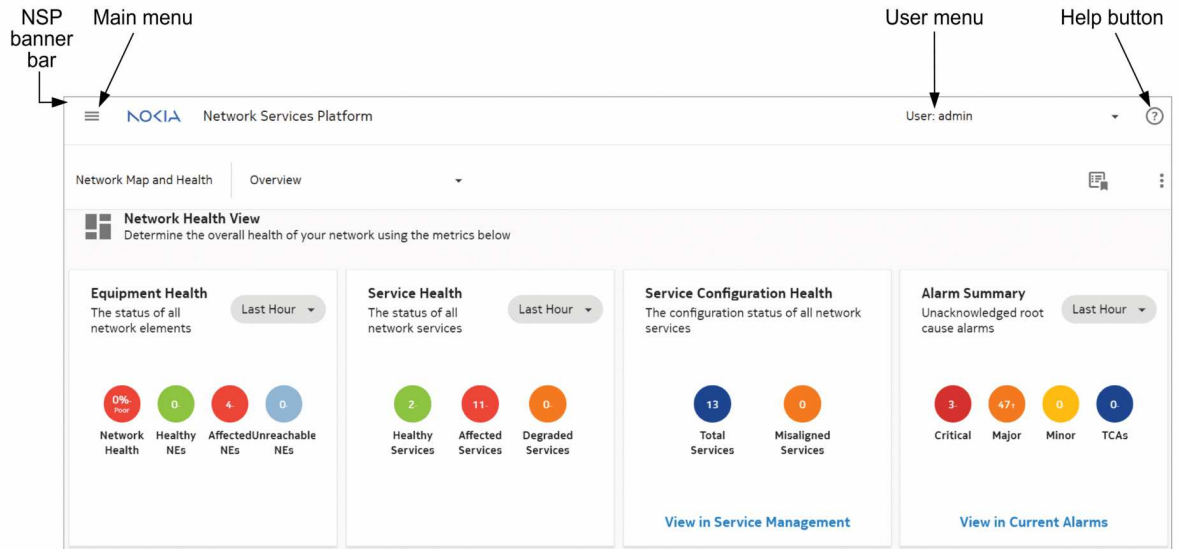 NSP
banner
bar
Main menu
User menu
Help button
NOKIA Network Services Platform
User: admin
?
Network Map and Health
Overview
Network Health View
Determine the overall health of your network using the metrics below
Equipment Health
The status of all
network elements
Last Hour
0%-
Poor
0-
4-
0-
Network
Health
Healthy
NEs
Affected
NEs
Unreachable
NEs
Service Health
The status of all
network services
Last Hour
2-
11-
0-
Healthy
Services
Affected
Services
Degraded
Services
Service Configuration Health
The configuration status of all network
services
13
0
Total
Services
Misaligned
Services
View in Service Management
Alarm Summary
Unacknowledged root
cause alarms
Last Hour
3-
47↑
0
0-
Critical
Major
Minor
TCAs
View in Current Alarms